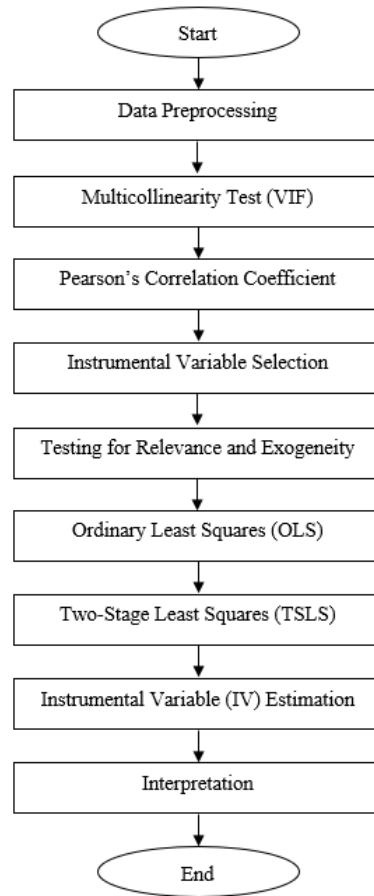 Start
Data Preprocessing
Multicollinearity Test (VIF)
Pearson’s Correlation Coefficient
Instrumental Variable Selection
Testing for Relevance and Exogeneity
Ordinary Least Squares (OLS)
Two-Stage Least Squares (TSLS)
Instrumental Variable (IV) Estimation
Interpretation
End